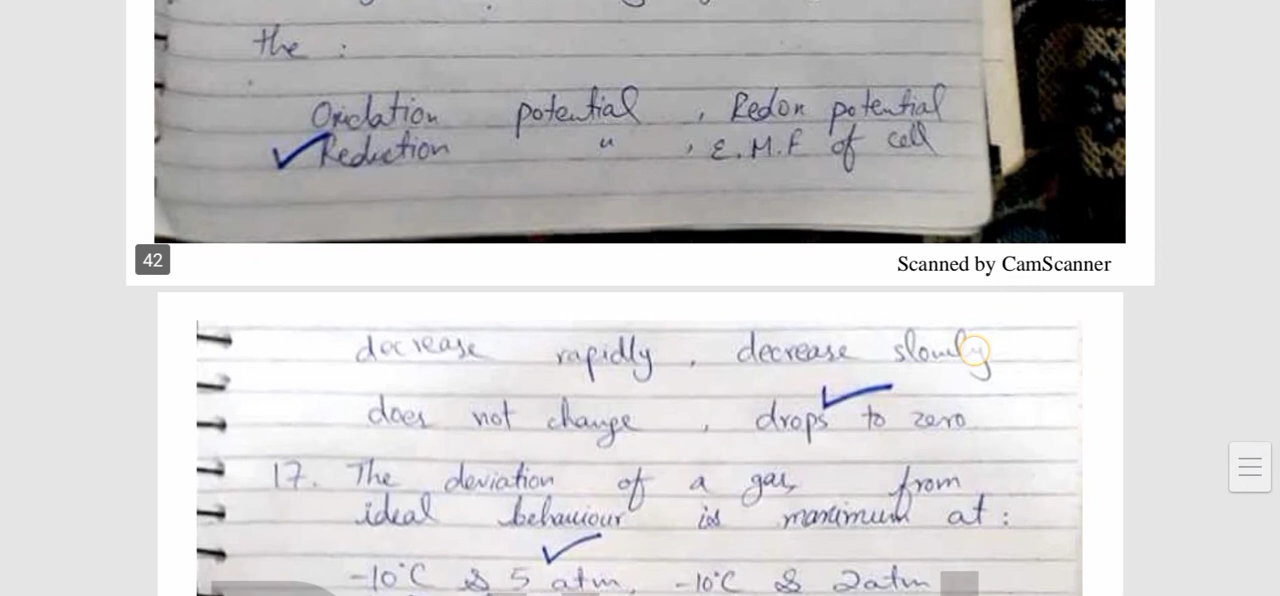 the :
Oxidation potential , Redox potential
Reduction " , E.M.F of cell
42
Scanned by CamScanner
decrease rapidly , decrease slowly
does not change , drops to zero
17. The deviation of a gas from
ideal behaviour is maximum at :
-10°C & 5 atm, -10°C & 2atm